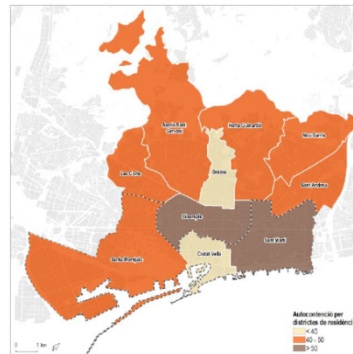 Sarrià-Sant
Gervasi
Horta-Guinardó
Nou Barris
Les Corts
Gràcia
Sant Andreu
Eixample
Sant Martí
Ciutat Vella
Sants-Montjuïc
Autocontenció per
districtes de residència
< 40
40 - 50
> 50
0 1 km